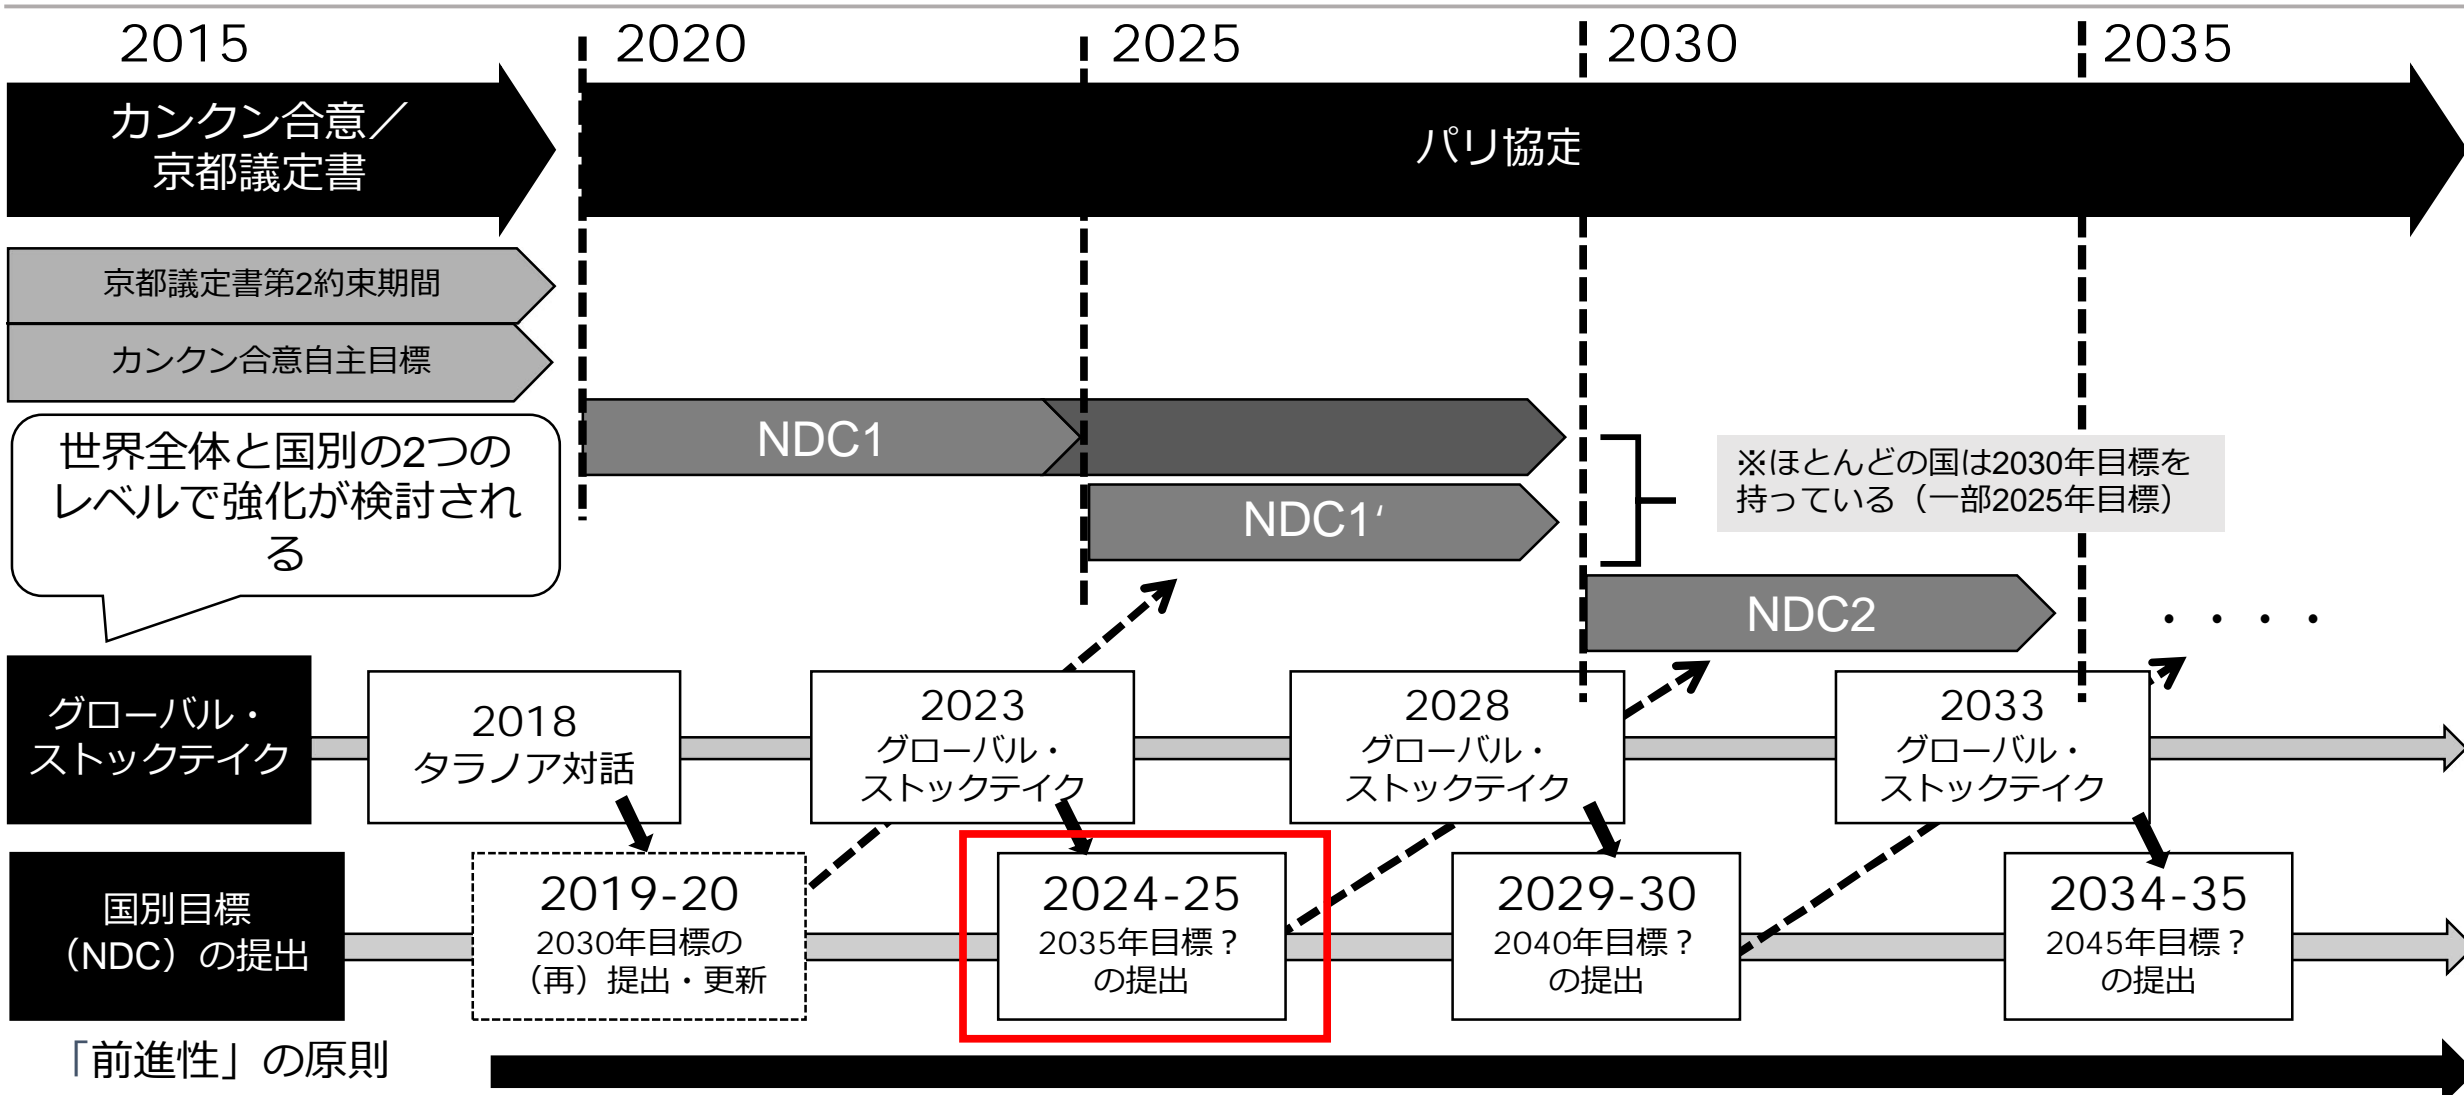 2015
2020
2025
2030
2035
カンクン合意／
京都議定書
パリ協定
京都議定書第2約束期間
カンクン合意自主目標
世界全体と国別の2つの
レベルで強化が検討され
る
NDC1
NDC1‘
※ほとんどの国は2030年目標を
持っている（一部2025年目標）
NDC2
・・・・
グローバル・
ストックテイク
2018
タラノア対話
2023
グローバル・
ストックテイク
2028
グローバル・
ストックテイク
2033
グローバル・
ストックテイク
国別目標
（NDC）の提出
2019-20
2030年目標の
（再）提出・更新
2024-25
2035年目標？
の提出
2029-30
2040年目標？
の提出
2034-35
2045年目標？
の提出
「前進性」の原則